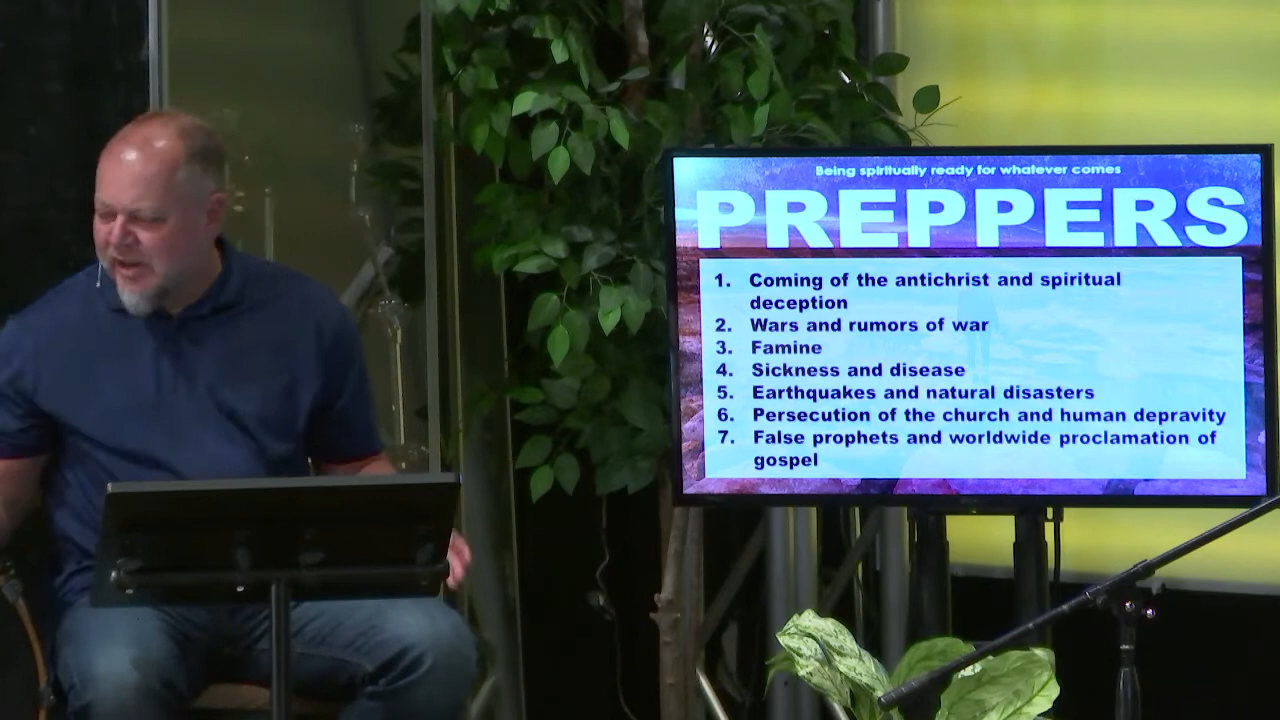 Being spiritually ready for whatever comes
PREPPERS
1. Coming of the antichrist and spiritual
deception
2. Wars and rumors of war
3. Famine
4. Sickness and disease
5. Earthquakes and natural disasters
6. Persecution of the church and human depravity
7. False prophets and worldwide proclamation of
gospel